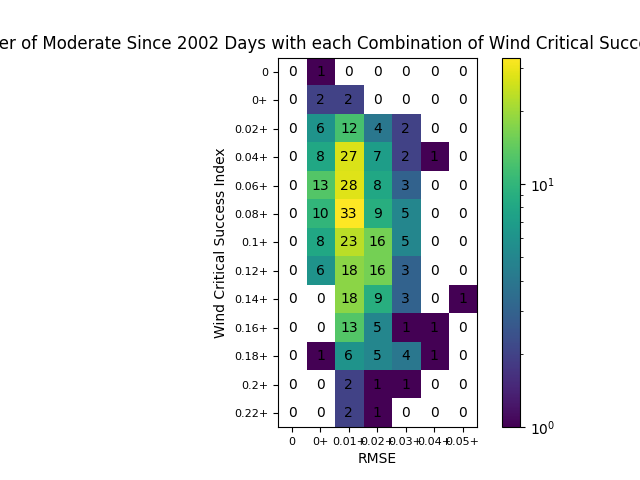 er of Moderate Since 2002 Days with each Combination of Wind Critical Succe
0 0 1 0 0 0 0 0
0+ 0 2 2 0 0 0 0
0.02+ 0 6 12 4 2 0 0
0.04+ 0 8 27 7 2 1 0
0.06+ 0 13 28 8 3 0 0
0.08+ 0 10 33 9 5 0 0
0.1+ 0 8 23 16 5 0 0
0.12+ 0 6 18 16 3 0 0
0.14+ 0 0 18 9 3 0 1
0.16+ 0 0 13 5 1 1 0
0.18+ 0 1 6 5 4 1 0
0.2+ 0 0 2 1 1 0 0
0.22+ 0 0 2 1 0 0 0
0 0+ 0.01+ 0.02+ 0.03+ 0.04+ 0.05+
RMSE
Wind Critical Success Index
10¹
10⁰